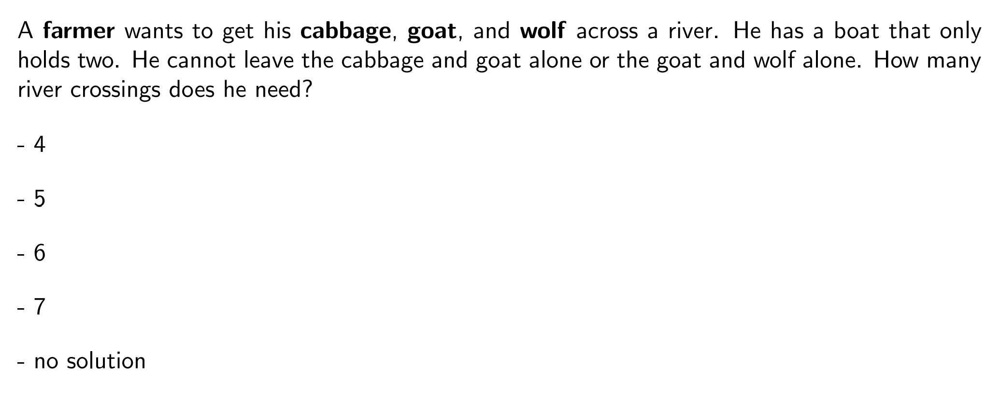 A farmer wants to get his cabbage, goat, and wolf across a river. He has a boat that only
holds two. He cannot leave the cabbage and goat alone or the goat and wolf alone. How many
river crossings does he need?
- 4
- 5
- 6
- 7
- no solution